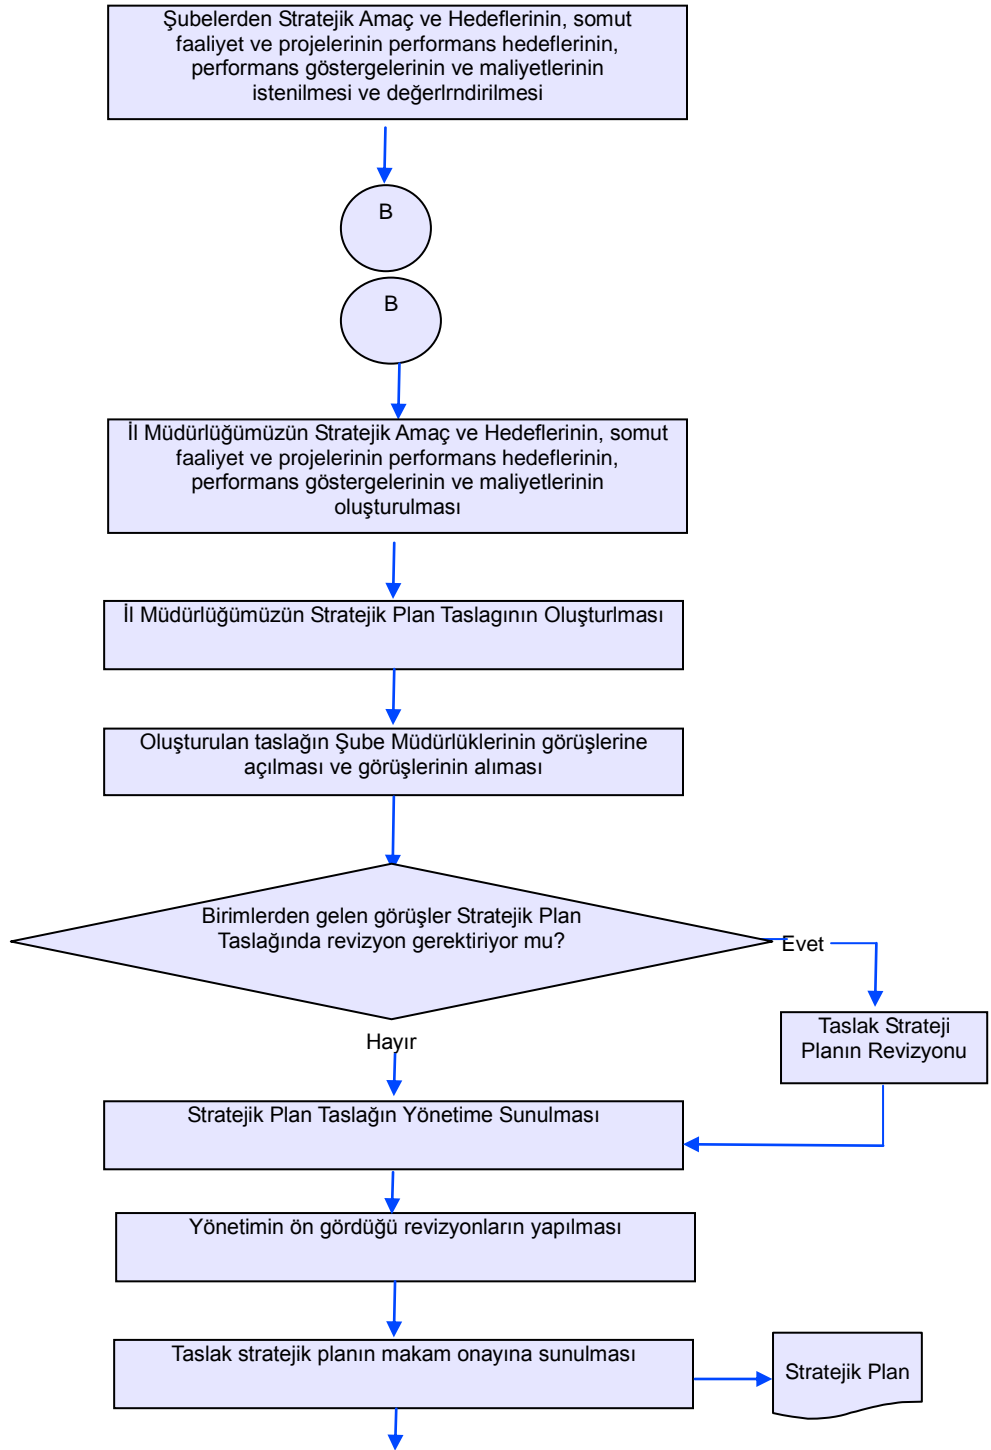 Şubelerden Stratejik Amaç ve Hedeflerinin, somut
faaliyet ve projelerinin performans hedeflerinin,
performans göstergelerinin ve maliyetlerinin
istenilmesi ve değerlrndirilmesi
B
B
İl Müdürlüğümüzün Stratejik Amaç ve Hedeflerinin, somut
faaliyet ve projelerinin performans hedeflerinin,
performans göstergelerinin ve maliyetlerinin
oluşturulması
İl Müdürlüğümüzün Stratejik Plan Taslagının Oluşturlması
Oluşturulan taslağın Şube Müdürlüklerinin görüşlerine
açılması ve görüşlerinin alıması
Birimlerden gelen görüşler Stratejik Plan
Taslağında revizyon gerektiriyor mu?
Evet
Hayır
Taslak Strateji
Planın Revizyonu
Stratejik Plan Taslağın Yönetime Sunulması
Yönetimin ön gördüğü revizyonların yapılması
Taslak stratejik planın makam onayına sunulması
Stratejik Plan